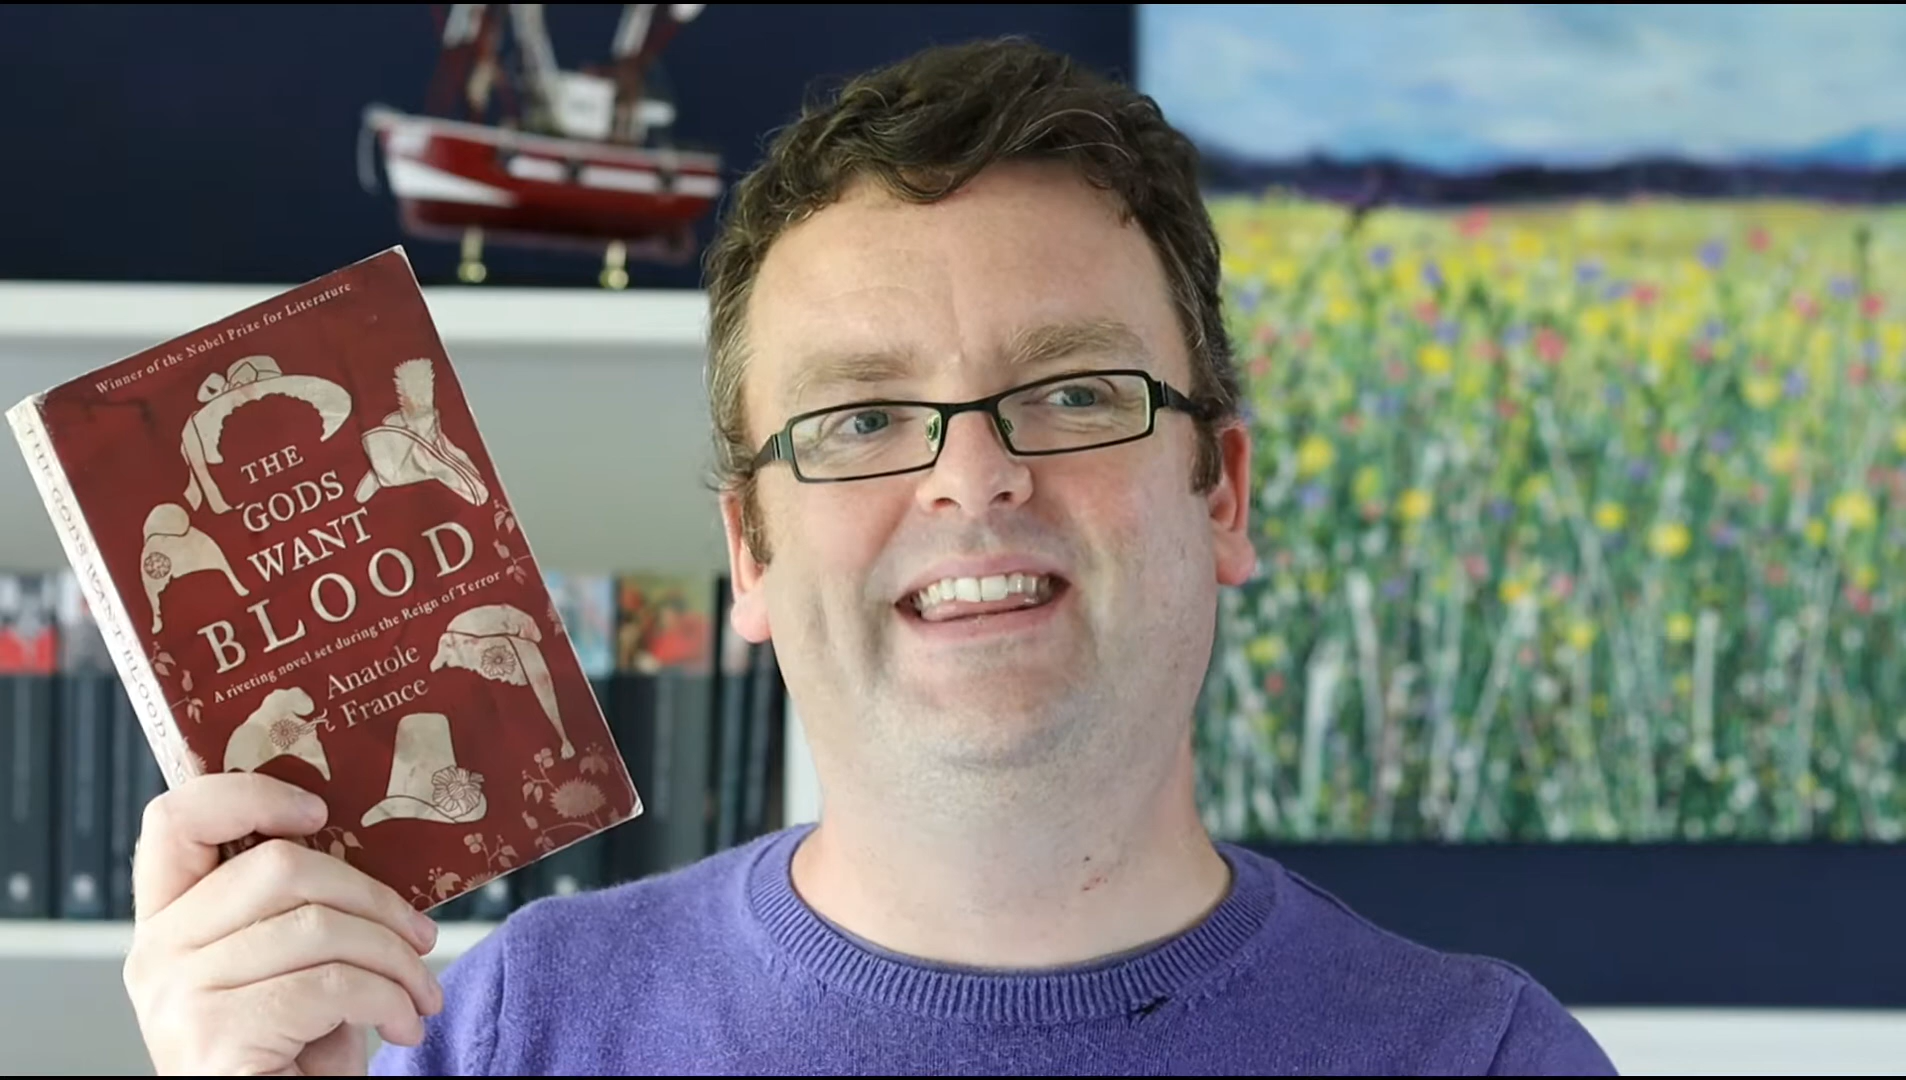 Winner of the Nobel Prize for Literature
THE
GODS
WANT
BLOOD
A riveting novel set during the Reign of Terror
Anatole
France
THE GODS WANT BLOOD